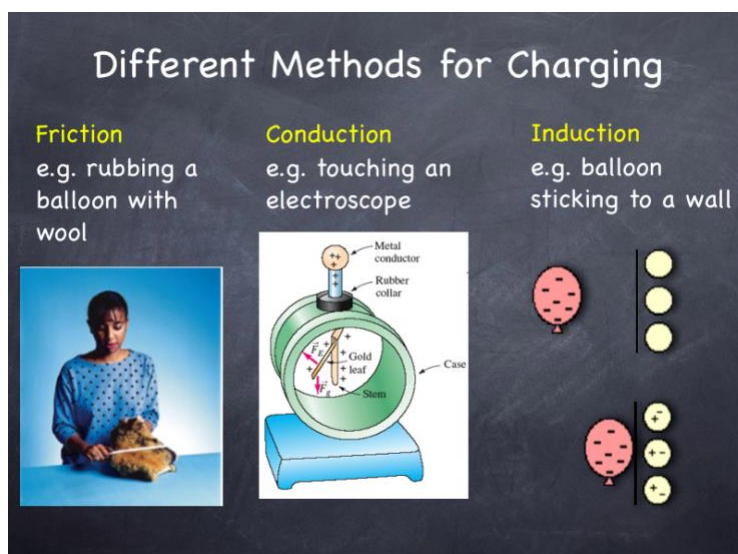 Different Methods for Charging
Friction
e.g. rubbing a
balloon with
wool
Conduction
e.g. touching an
electroscope
Metal
conductor
Rubber
collar
Gold
leaf
Case
Stem
Induction
e.g. balloon
sticking to a wall